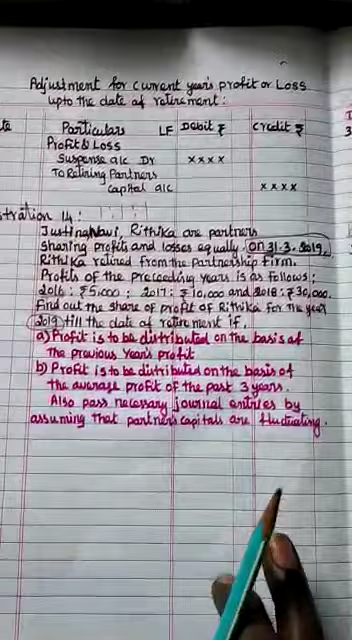 Adjustment for current year's profit or Loss
upto the date of retirement:
Particulars LF Debit ₹ Credit ₹
Profit & Loss
Suspense a/c Dr xxxx
To Retiring Partners
Capital a/c xxxx
stration 14:
Rithika are partners
sharing profits and losses equally. On 31-3-2019,
Rithika retired from the partnership firm.
Profits of the preceeding years is as follows:
2016: ₹5,000; 2017: ₹10,000 and 2018: ₹30,000.
Find out the share of profit of Rithika for the year
2019 till the date of retirement if.
a) Profit is to be distributed on the basis of
The previous Year's profit
b) Profit is to be distributed on the basis of
the average profit of the past 3 years.
Also pass necessary journal entries by
assuming that partners capitals are fluctuating.